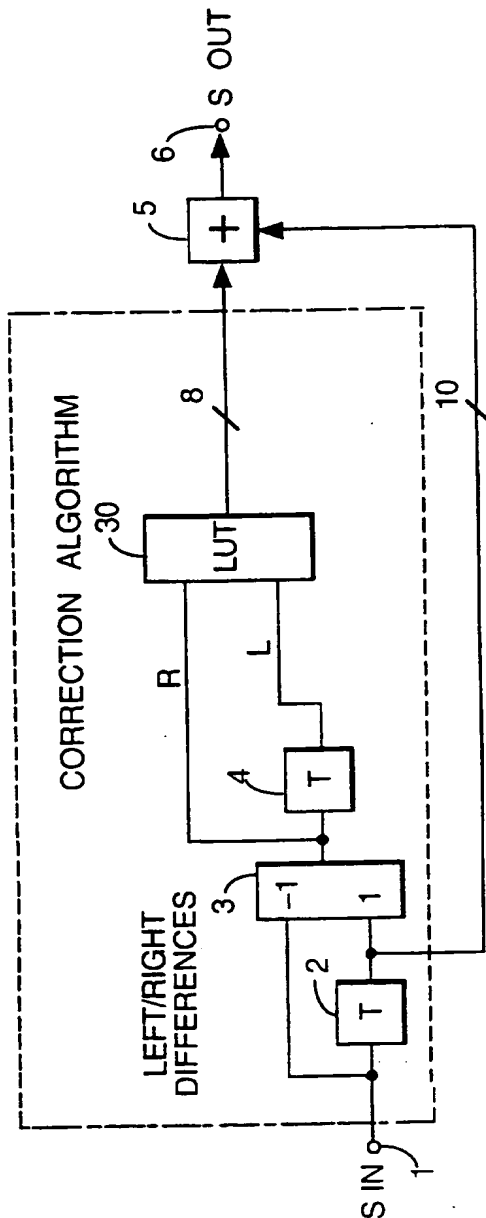 CORRECTION ALGORITHM
LEFT/RIGHT
DIFFERENCES
S IN
1
2
T
3
-1
1
4
T
R
L
30
LUT
8
10
5
+
6
S OUT